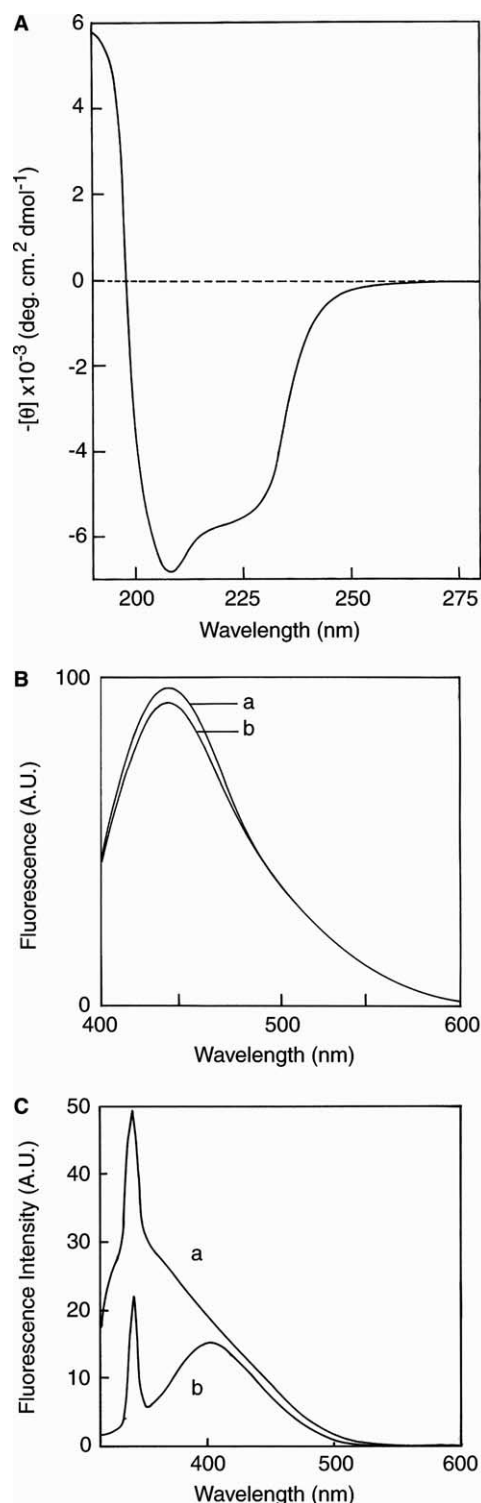 A
-[θ] x10⁻³ (deg. cm.² dmol⁻¹)
6
4
2
0
-2
-4
-6
200 225 250 275
Wavelength (nm)
B
Fluorescence (A.U.)
100
a
b
0
400 500 600
Wavelength (nm)
C
Fluorescence Intensity (A.U.)
50
40
30
a
20
10
b
0
400 500 600
Wavelength (nm)